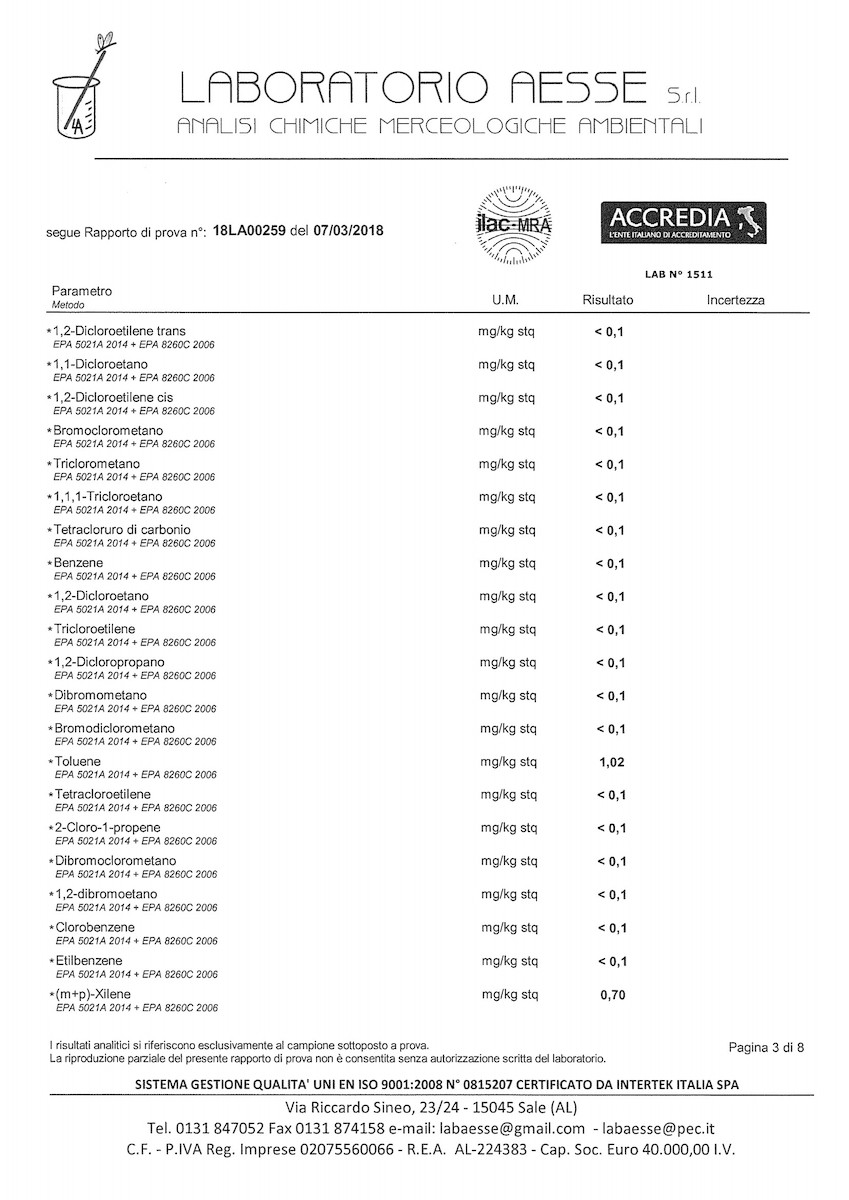 LA
LABORATORIO AESSE S.r.l.
ANALISI CHIMICHE MERCEOLOGICHE AMBIENTALI
segue Rapporto di prova n°: 18LA00259 del 07/03/2018
ilac-MRA
ACCREDIA
L'ENTE ITALIANO DI ACCREDITAMENTO
LAB N° 1511
Parametro
Metodo
U.M. Risultato Incertezza
*1,2-Dicloroetilene trans mg/kg stq < 0,1
EPA 5021A 2014 + EPA 8260C 2006
*1,1-Dicloroetano mg/kg stq < 0,1
EPA 5021A 2014 + EPA 8260C 2006
*1,2-Dicloroetilene cis mg/kg stq < 0,1
EPA 5021A 2014 + EPA 8260C 2006
*Bromoclorometano mg/kg stq < 0,1
EPA 5021A 2014 + EPA 8260C 2006
*Triclorometano mg/kg stq < 0,1
EPA 5021A 2014 + EPA 8260C 2006
*1,1,1-Tricloroetano mg/kg stq < 0,1
EPA 5021A 2014 + EPA 8260C 2006
*Tetracloruro di carbonio mg/kg stq < 0,1
EPA 5021A 2014 + EPA 8260C 2006
*Benzene mg/kg stq < 0,1
EPA 5021A 2014 + EPA 8260C 2006
*1,2-Dicloroetano mg/kg stq < 0,1
EPA 5021A 2014 + EPA 8260C 2006
*Tricloroetilene mg/kg stq < 0,1
EPA 5021A 2014 + EPA 8260C 2006
*1,2-Dicloropropano mg/kg stq < 0,1
EPA 5021A 2014 + EPA 8260C 2006
*Dibromometano mg/kg stq < 0,1
EPA 5021A 2014 + EPA 8260C 2006
*Bromodiclorometano mg/kg stq < 0,1
EPA 5021A 2014 + EPA 8260C 2006
*Toluene mg/kg stq 1,02
EPA 5021A 2014 + EPA 8260C 2006
*Tetracloroetilene mg/kg stq < 0,1
EPA 5021A 2014 + EPA 8260C 2006
*2-Cloro-1-propene mg/kg stq < 0,1
EPA 5021A 2014 + EPA 8260C 2006
*Dibromoclorometano mg/kg stq < 0,1
EPA 5021A 2014 + EPA 8260C 2006
*1,2-dibromoetano mg/kg stq < 0,1
EPA 5021A 2014 + EPA 8260C 2006
*Clorobenzene mg/kg stq < 0,1
EPA 5021A 2014 + EPA 8260C 2006
*Etilbenzene mg/kg stq < 0,1
EPA 5021A 2014 + EPA 8260C 2006
*(m+p)-Xilene mg/kg stq 0,70
EPA 5021A 2014 + EPA 8260C 2006
I risultati analitici si riferiscono esclusivamente al campione sottoposto a prova.
La riproduzione parziale del presente rapporto di prova non è consentita senza autorizzazione scritta del laboratorio.
Pagina 3 di 8
SISTEMA GESTIONE QUALITA' UNI EN ISO 9001:2008 N° 0815207 CERTIFICATO DA INTERTEK ITALIA SPA
Via Riccardo Sineo, 23/24 - 15045 Sale (AL)
Tel. 0131 847052 Fax 0131 874158 e-mail: labaesse@gmail.com - labaesse@pec.it
C.F. - P.IVA Reg. Imprese 02075560066 - R.E.A. AL-224383 - Cap. Soc. Euro 40.000,00 I.V.